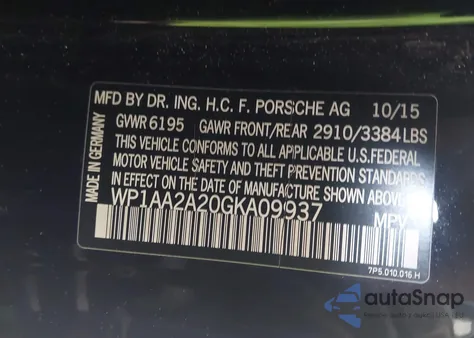 MFD BY DR. ING. H.C. F. PORSCHE AG 10/15
GVWR 6195 GAWR FRONT/REAR 2910/3384LBS
THIS VEHICLE CONFORMS TO ALL APPLICABLE U.S.FEDERAL
MOTOR VEHICLE SAFETY AND THEFT PREVENTION STANDARDS
IN EFFECT ON THE DATE OF MANUFACTURE SHOWN ABOVE.
WP1AA2A20GKA09937 MPV
MADE IN GERMANY
7P5.010.016.H
autoSnap